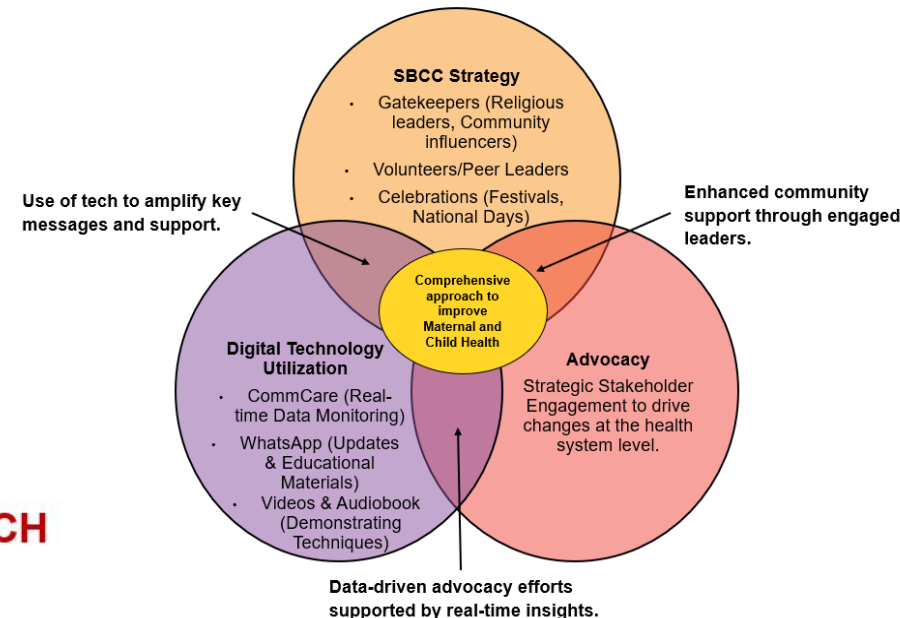 SBCC Strategy
• Gatekeepers (Religious
leaders, Community
influencers)
• Volunteers/Peer Leaders
• Celebrations (Festivals,
National Days)
Use of tech to amplify key
messages and support.
Enhanced community
support through engaged
leaders.
Comprehensive
approach to
improve
Maternal and
Child Health
Digital Technology
Utilization
• CommCare (Real-
time Data Monitoring)
• WhatsApp (Updates
& Educational
Materials)
• Videos & Audiobook
(Demonstrating
Techniques)
Advocacy
Strategic Stakeholder
Engagement to drive
changes at the health
system level.
CH
Data-driven advocacy efforts
supported by real-time insights.